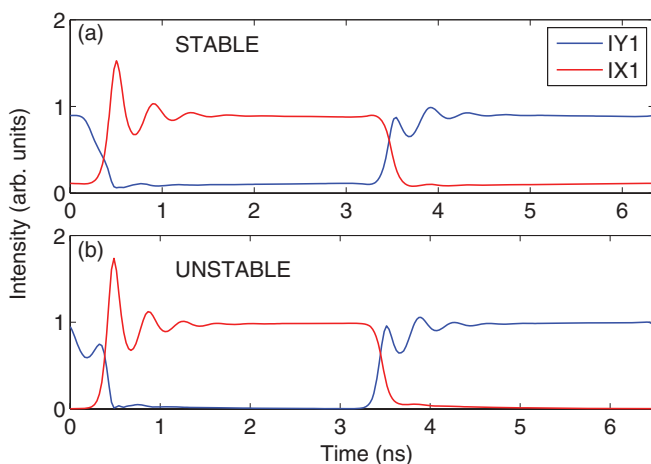 (a)
STABLE
IY1
IX1
2
1
0
0 1 2 3 4 5 6
(b)
UNSTABLE
2
1
0
0 1 2 3 4 5 6
Intensity (arb. units)
Time (ns)